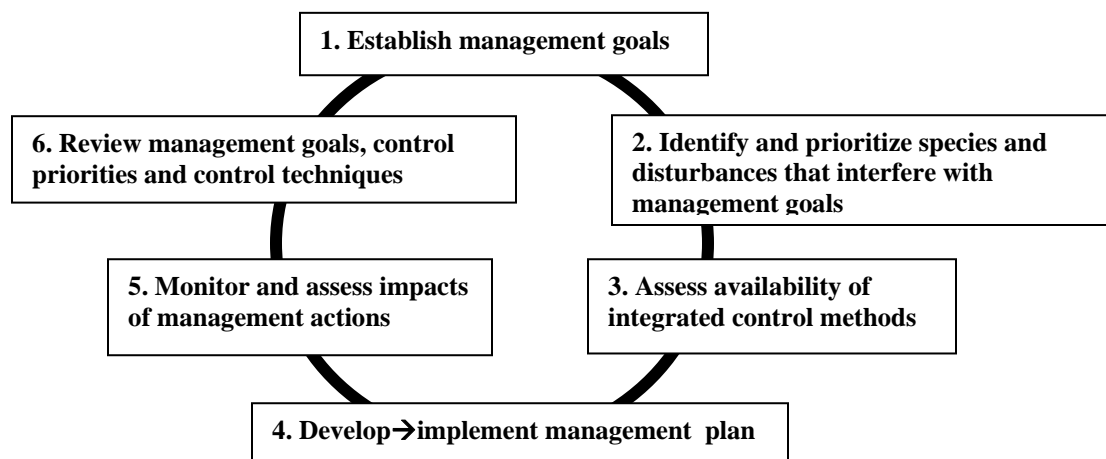 1. Establish management goals
2. Identify and prioritize species and
disturbances that interfere with
management goals
3. Assess availability of
integrated control methods
4. Develop→implement management plan
5. Monitor and assess impacts
of management actions
6. Review management goals, control
priorities and control techniques